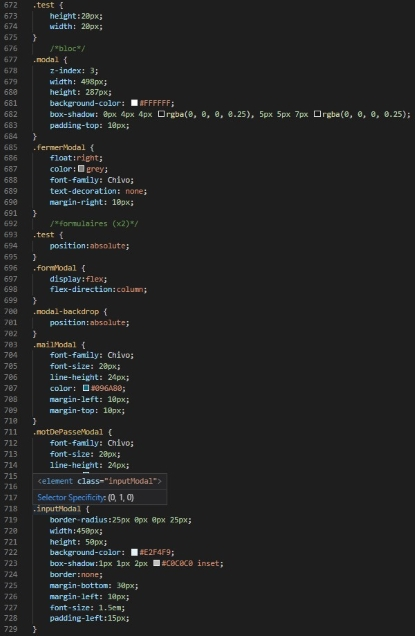 672 .test {
673 height:20px;
674 width: 20px;
675 }
676 /*bloc*/
677 .modal {
678 z-index: 3;
679 width: 498px;
680 height: 287px;
681 background-color: #FFFFFF;
682 box-shadow: 0px 4px 4px rgba(0, 0, 0, 0.25), 5px 5px 7px rgba(0, 0, 0, 0.25);
683 padding-top: 10px;
684 }
685 .fermerModal {
686 float:right;
687 color:grey;
688 font-family: Chivo;
689 text-decoration: none;
690 margin-right: 10px;
691 }
692 /*formulaires (x2)*/
693 .test {
694 position:absolute;
695 }
696 .formModal {
697 display:flex;
698 flex-direction:column;
699 }
700 .modal-backdrop {
701 position:absolute;
702 }
703 .mailModal {
704 font-family: Chivo;
705 font-size: 20px;
706 line-height: 24px;
707 color: #096A80;
708 margin-left: 10px;
709 margin-top: 10px;
710 }
711 .motDePasseModal {
712 font-family: Chivo;
713 font-size: 20px;
714 line-height: 24px;
715
716 <element class="inputModal">
717 Selector Specificity: (0, 1, 0)
718 .inputModal {
719 border-radius:25px 0px 0px 25px;
720 width:450px;
721 height: 50px;
722 background-color: #E2F4F9;
723 box-shadow:1px 1px 2px #C0C0C0 inset;
724 border:none;
725 margin-bottom: 30px;
726 margin-left: 10px;
727 font-size: 1.5em;
728 padding-left:15px;
729 }